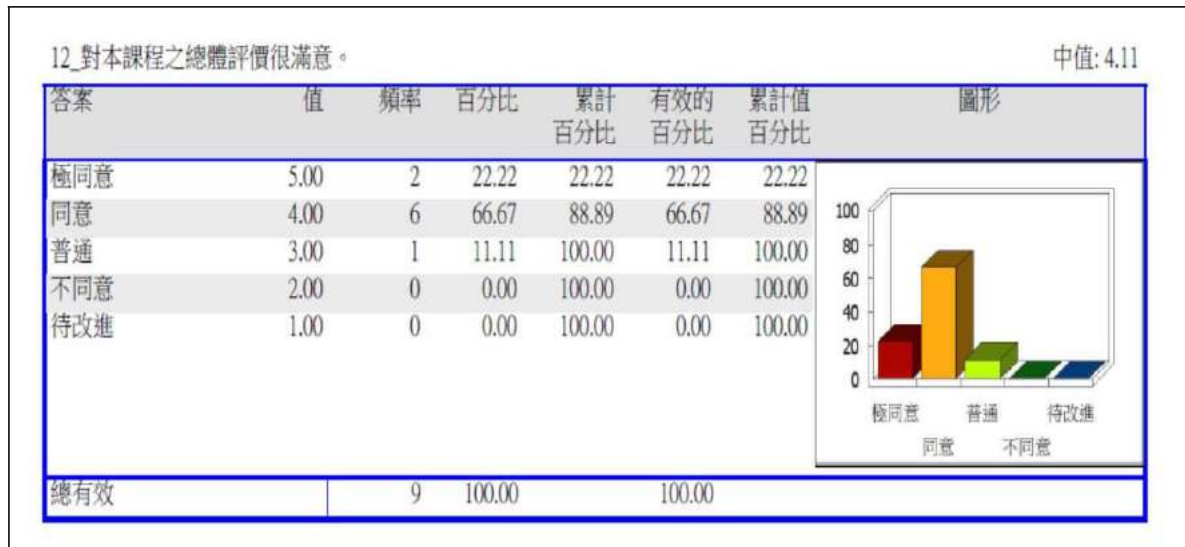 12_對本課程之總體評價很滿意。 中值: 4.11
答案 值 頻率 百分比 累計百分比 有效的百分比 累計值百分比 圖形
極同意 5.00 2 22.22 22.22 22.22 22.22
同意 4.00 6 66.67 88.89 66.67 88.89
普通 3.00 1 11.11 100.00 11.11 100.00
不同意 2.00 0 0.00 100.00 0.00 100.00
待改進 1.00 0 0.00 100.00 0.00 100.00
100
80
60
40
20
0
極同意 普通 待改進
同意 不同意
總有效 9 100.00 100.00